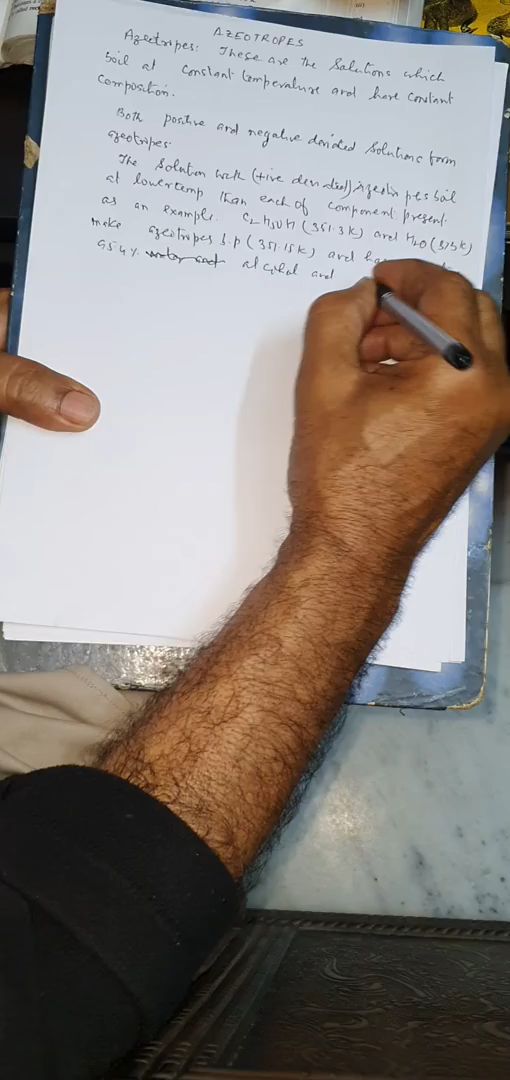 AZEOTROPES
Azeotropes: These are the Solutions which
boil at constant temperature and have constant
composition.
Both positive and negative devided Solutions form
azeotropes.
The Solution with (+ive devided) Azeotropes boil
at lower temp than each of component present.
as an example. C2H5OH (351.3K) and H2O (373K)
make azeotropes b.p (351.15K) and
95.4% alcohol and